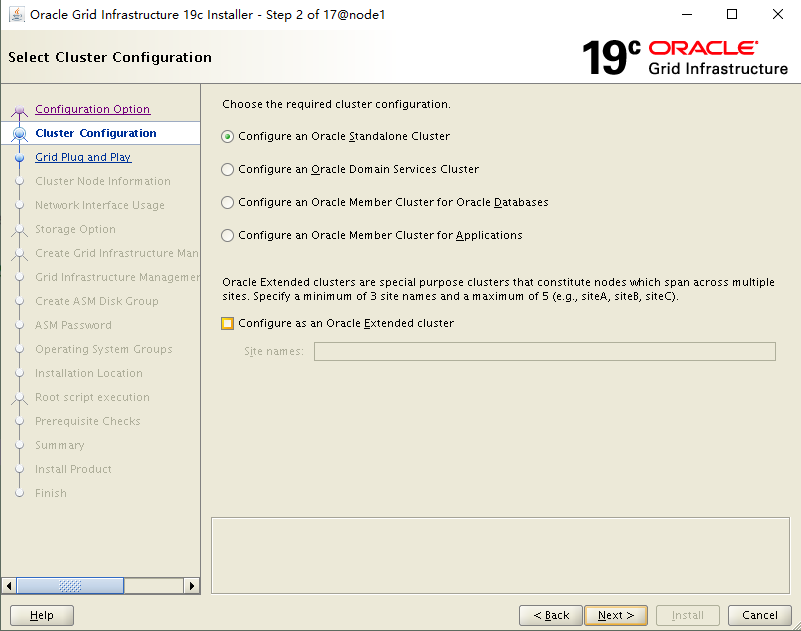 Oracle Grid Infrastructure 19c Installer - Step 2 of 17@node1
Select Cluster Configuration
19c ORACLE
Grid Infrastructure
Configuration Option
Cluster Configuration
Grid Plug and Play
Cluster Node Information
Network Interface Usage
Storage Option
Create Grid Infrastructure Man
Grid Infrastructure Managemer
Create ASM Disk Group
ASM Password
Operating System Groups
Installation Location
Root script execution
Prerequisite Checks
Summary
Install Product
Finish
Choose the required cluster configuration.
Configure an Oracle Standalone Cluster
Configure an Oracle Domain Services Cluster
Configure an Oracle Member Cluster for Oracle Databases
Configure an Oracle Member Cluster for Applications
Oracle Extended clusters are special purpose clusters that constitute nodes which span across multiple
sites. Specify a minimum of 3 site names and a maximum of 5 (e.g., siteA, siteB, siteC).
Configure as an Oracle Extended cluster
Site names:
Help
< Back
Next >
Install
Cancel